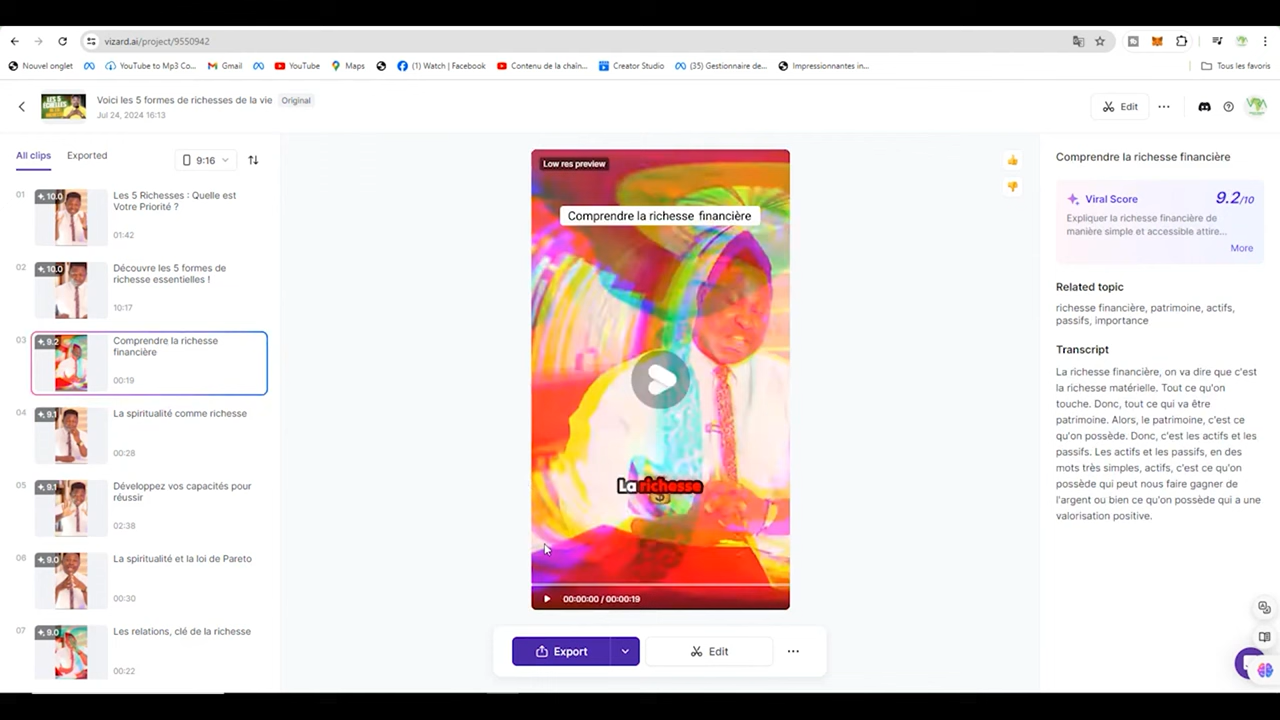 vizard.ai/project/9550942
Nouvel onglet
YouTube to Mp3 Co...
Gmail
YouTube
Maps
(1) Watch | Facebook
Contenu de la chaîn...
Creator Studio
(35) Gestionnaire de...
Impressionnantes in...
Tous les favoris
Voici les 5 formes de richesses de la vie
Original
Jul 24, 2024 16:13
Edit
All clips
Exported
9:16
01
10.0
Les 5 Richesses : Quelle est
Votre Priorité ?
01:42
02
10.0
Découvre les 5 formes de
richesse essentielles !
10:17
03
9.2
Comprendre la richesse
financière
00:19
04
9.1
La spiritualité comme richesse
00:28
05
9.1
Développez vos capacités pour
réussir
02:38
06
9.0
La spiritualité et la loi de Pareto
00:30
07
9.0
Les relations, clé de la richesse
00:22
Low res preview
Comprendre la richesse financière
La richesse
00:00:00 / 00:00:19
Export
Edit
Comprendre la richesse financière
Viral Score
9.2/10
Expliquer la richesse financière de
manière simple et accessible attire...
More
Related topic
richesse financière, patrimoine, actifs,
passifs, importance
Transcript
La richesse financière, on va dire que c'est
la richesse matérielle. Tout ce qu'on
touche. Donc, tout ce qui va être
patrimoine. Alors, le patrimoine, c'est ce
qu'on possède. Donc, c'est les actifs et les
passifs. Les actifs et les passifs, en des
mots très simples, actifs, c'est ce qu'on
possède qui peut nous faire gagner de
l'argent ou bien ce qu'on possède qui a une
valorisation positive.